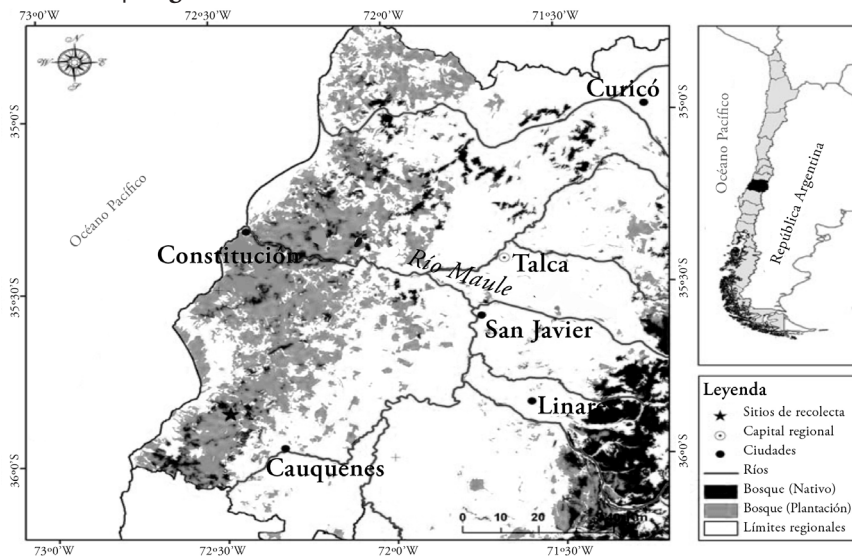 73°0'W 72°30'W 72°0'W 71°30'W
N
W E
S
Curicó
35°0'S
35°0'S
Océano Pacífico
Constitución
Río Maule
Talca
35°30'S
35°30'S
San Javier
Linares
Cauquenes
36°0'S
36°0'S
0 10 20
73°0'W 72°30'W 72°0'W 71°30'W
Océano Pacífico
República Argentina
Leyenda
Sitios de recolecta
Capital regional
Ciudades
Ríos
Bosque (Nativo)
Bosque (Plantación)
Límites regionales